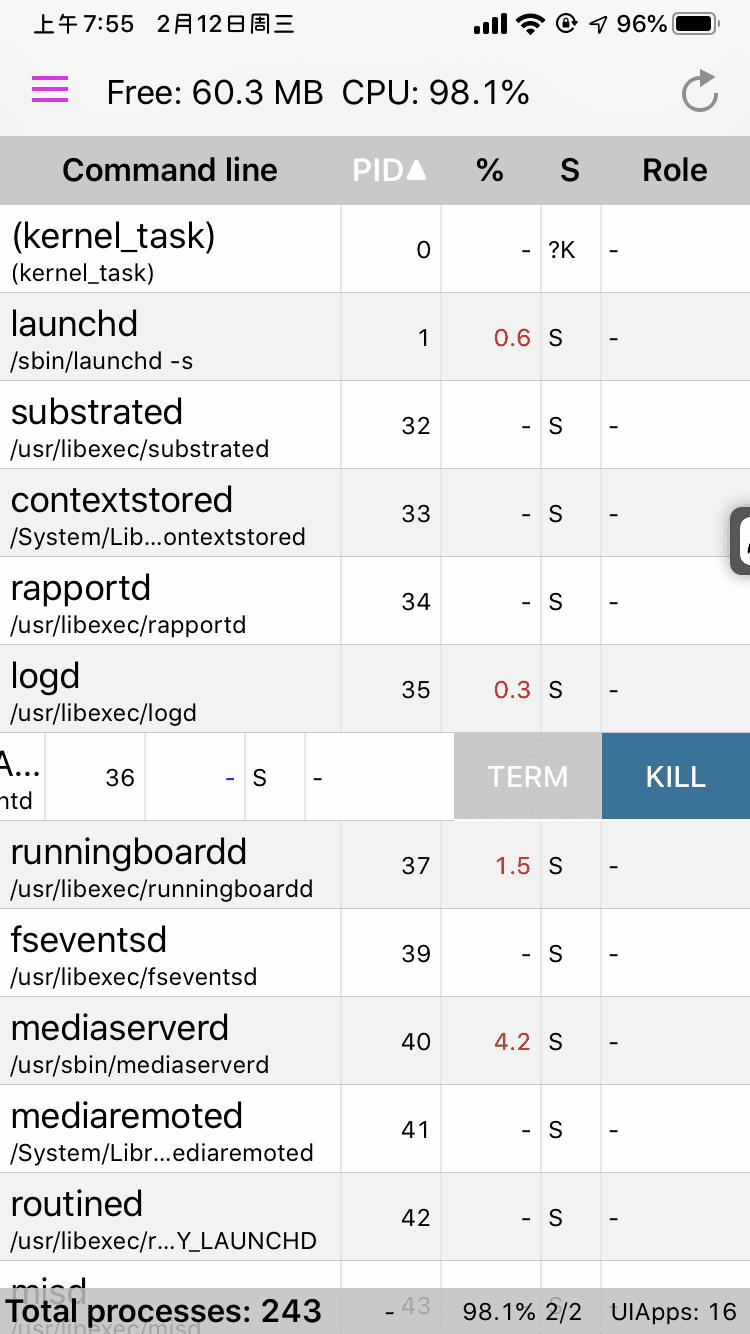 上午7:55 2月12日周三 96%
Free: 60.3 MB CPU: 98.1%
Command line PID▲ % S Role
(kernel_task)
(kernel_task)
0 - ?K -
launchd
/sbin/launchd -s
1 0.6 S -
substrated
/usr/libexec/substrated
32 - S -
contextstored
/System/Lib...ontextstored
33 - S -
rapportd
/usr/libexec/rapportd
34 - S -
logd
/usr/libexec/logd
35 0.3 S -
A...
ntd
36 - S - TERM KILL
runningboardd
/usr/libexec/runningboardd
37 1.5 S -
fseventsd
/usr/libexec/fseventsd
39 - S -
mediaserverd
/usr/sbin/mediaserverd
40 4.2 S -
mediaremoted
/System/Libr...ediaremoted
41 - S -
routined
/usr/libexec/r...Y_LAUNCHD
42 - S -
misd
/usr/libexec/misd
43 - S -
Total processes: 243 - 98.1% 2/2 UIApps: 16